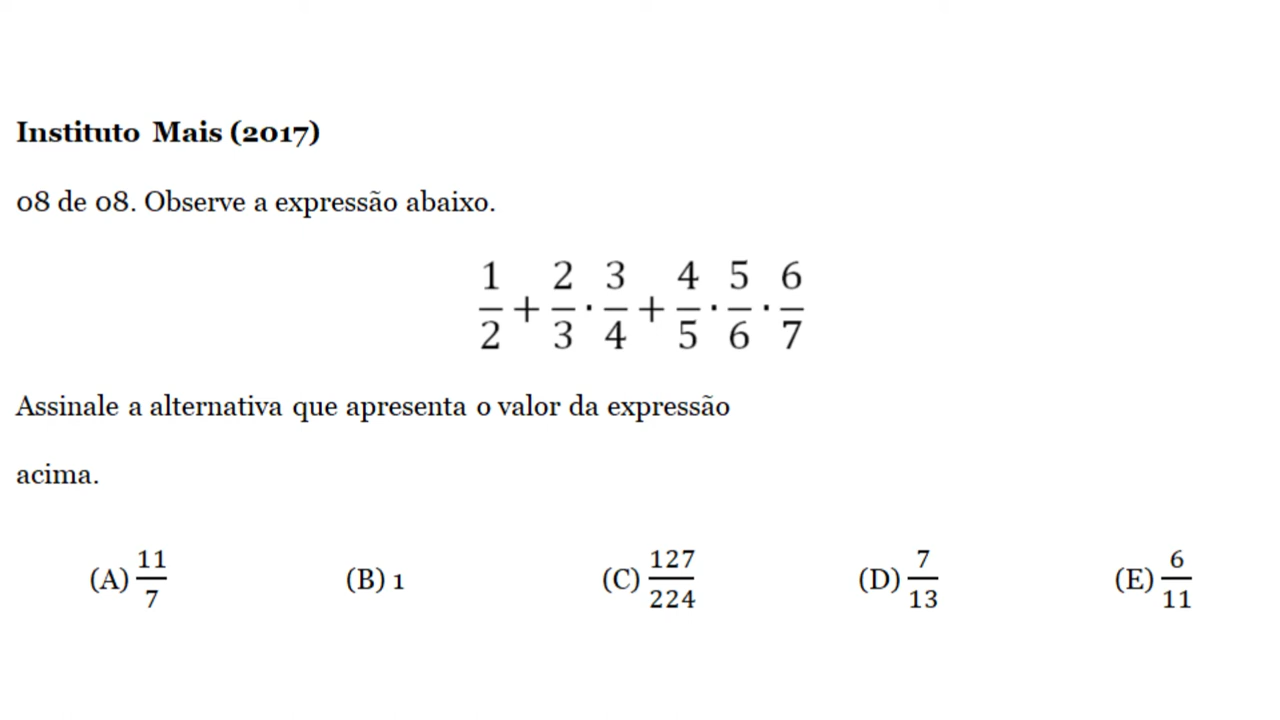 Instituto Mais (2017)
08 de 08. Observe a expressão abaixo.
1/2 + 2/3 · 3/4 + 4/5 · 5/6 · 6/7
Assinale a alternativa que apresenta o valor da expressão
acima.
(A) 11/7 (B) 1 (C) 127/224 (D) 7/13 (E) 6/11